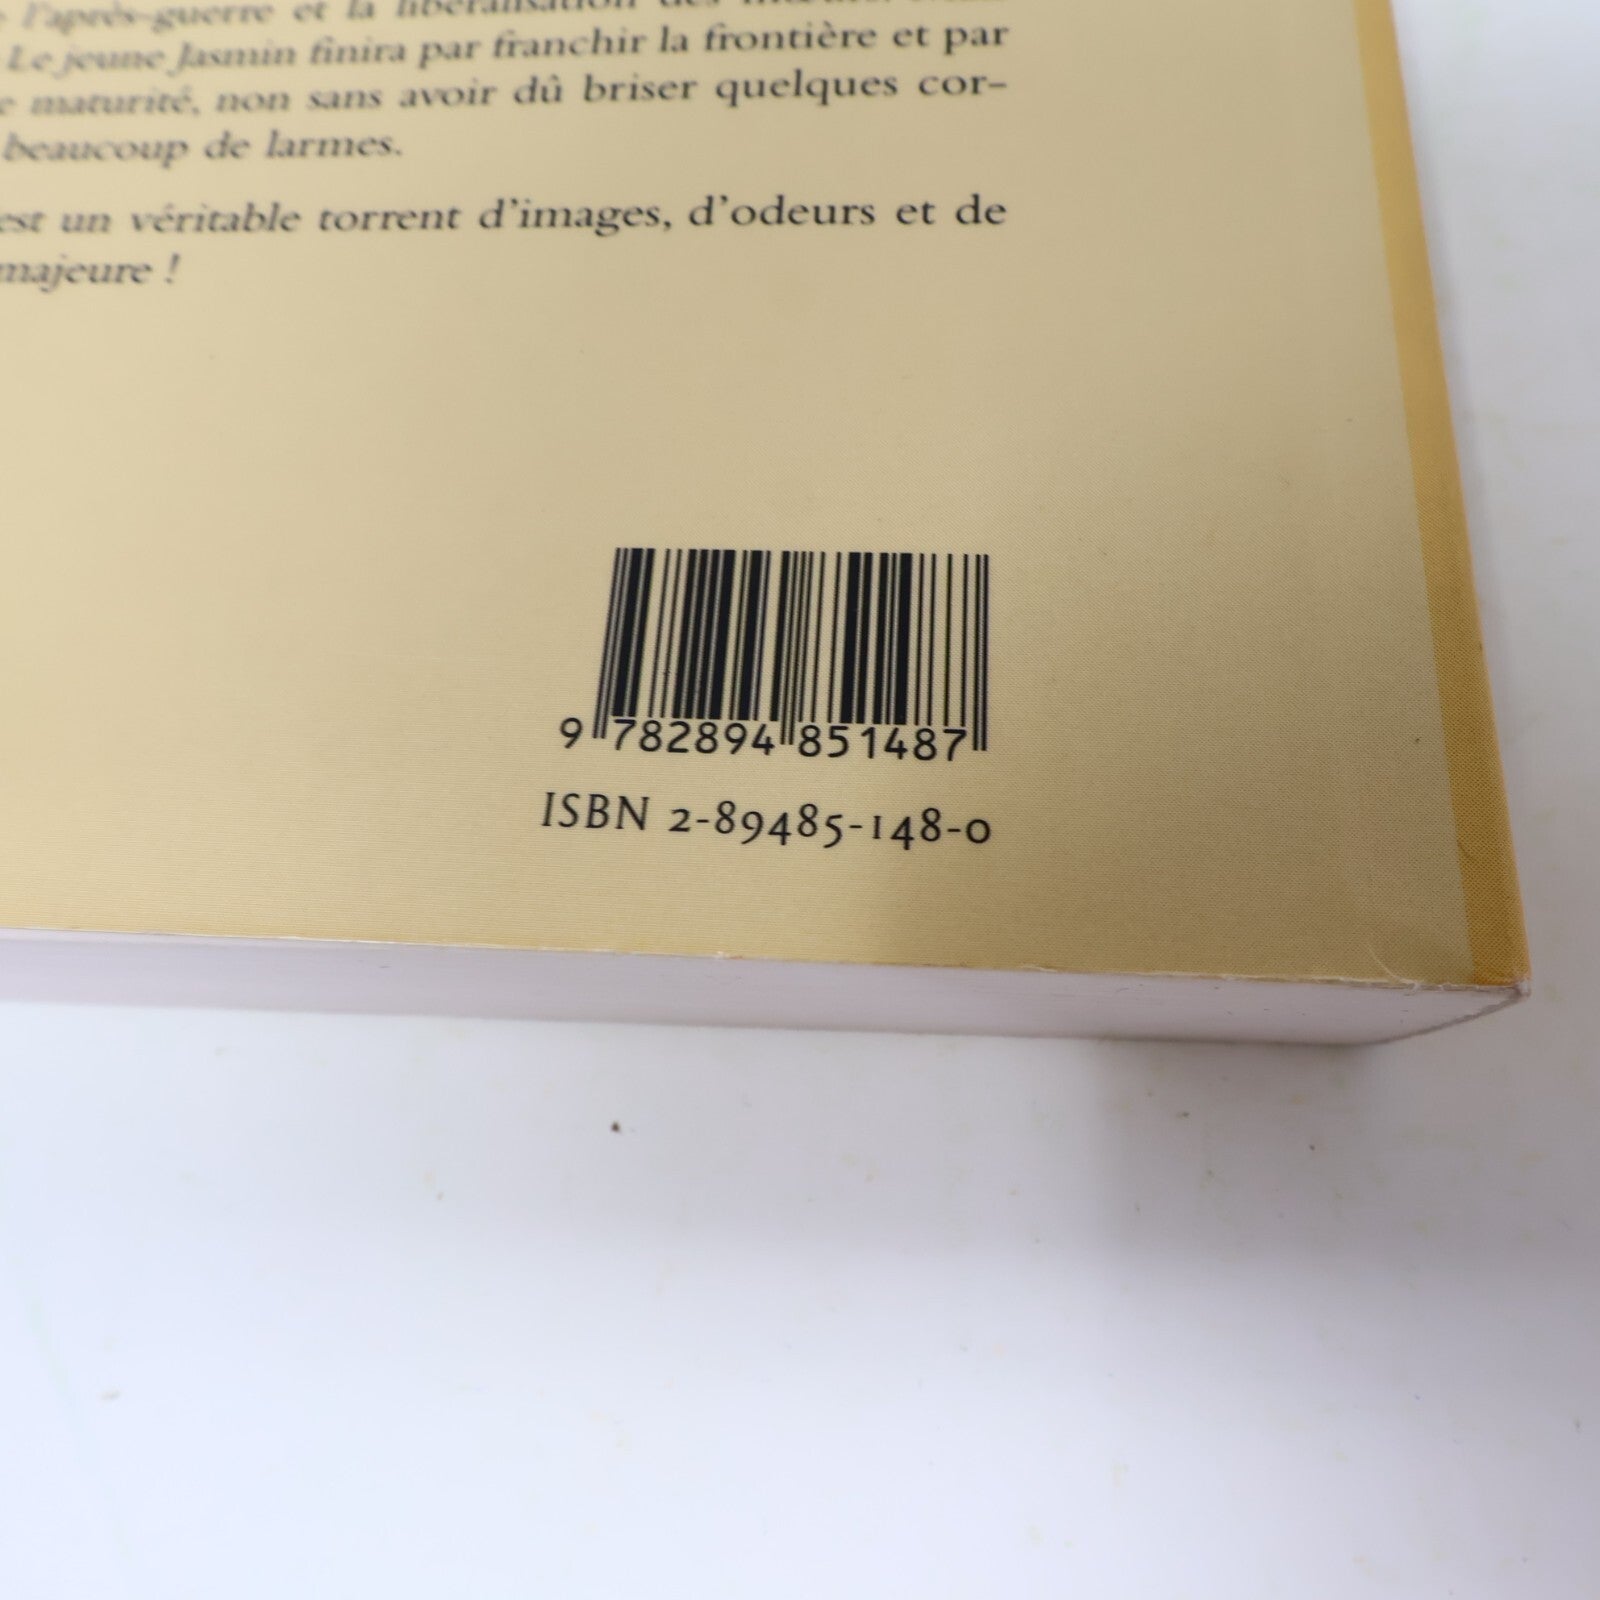 l'après-guerre et la libéralisation des mœurs.
Le jeune Jasmin finira par franchir la frontière et par
maturité, non sans avoir dû briser quelques cor-
beaucoup de larmes.
est un véritable torrent d'images, d'odeurs et de
majeure !
9 782894 851487
ISBN 2-89485-148-0